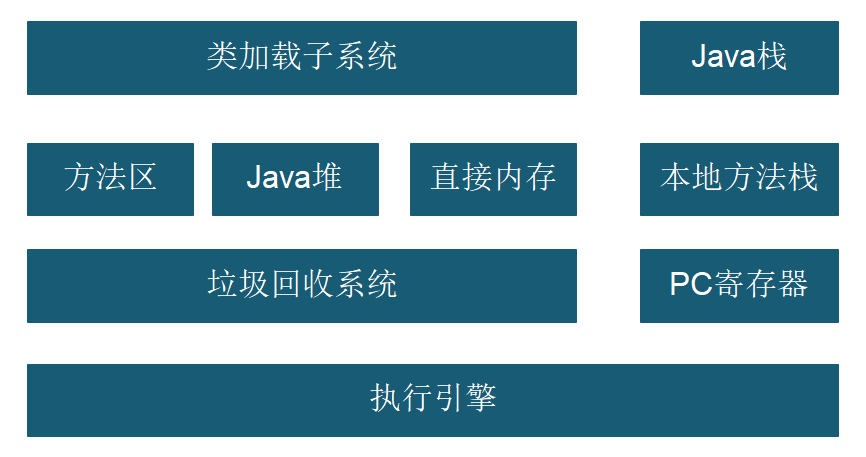 类加载子系统
Java栈
方法区
Java堆
直接内存
本地方法栈
垃圾回收系统
PC寄存器
执行引擎